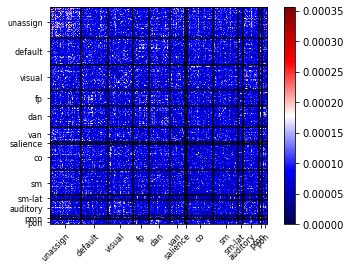 unassign
default
visual
fp
dan
van
salience
co
sm
sm-lat
auditory
pmn
pon
unassign
default
visual
fp
dan
van
salience
co
sm
sm-lat
auditory
pon
0.00035
0.00030
0.00025
0.00020
0.00015
0.00010
0.00005
0.00000